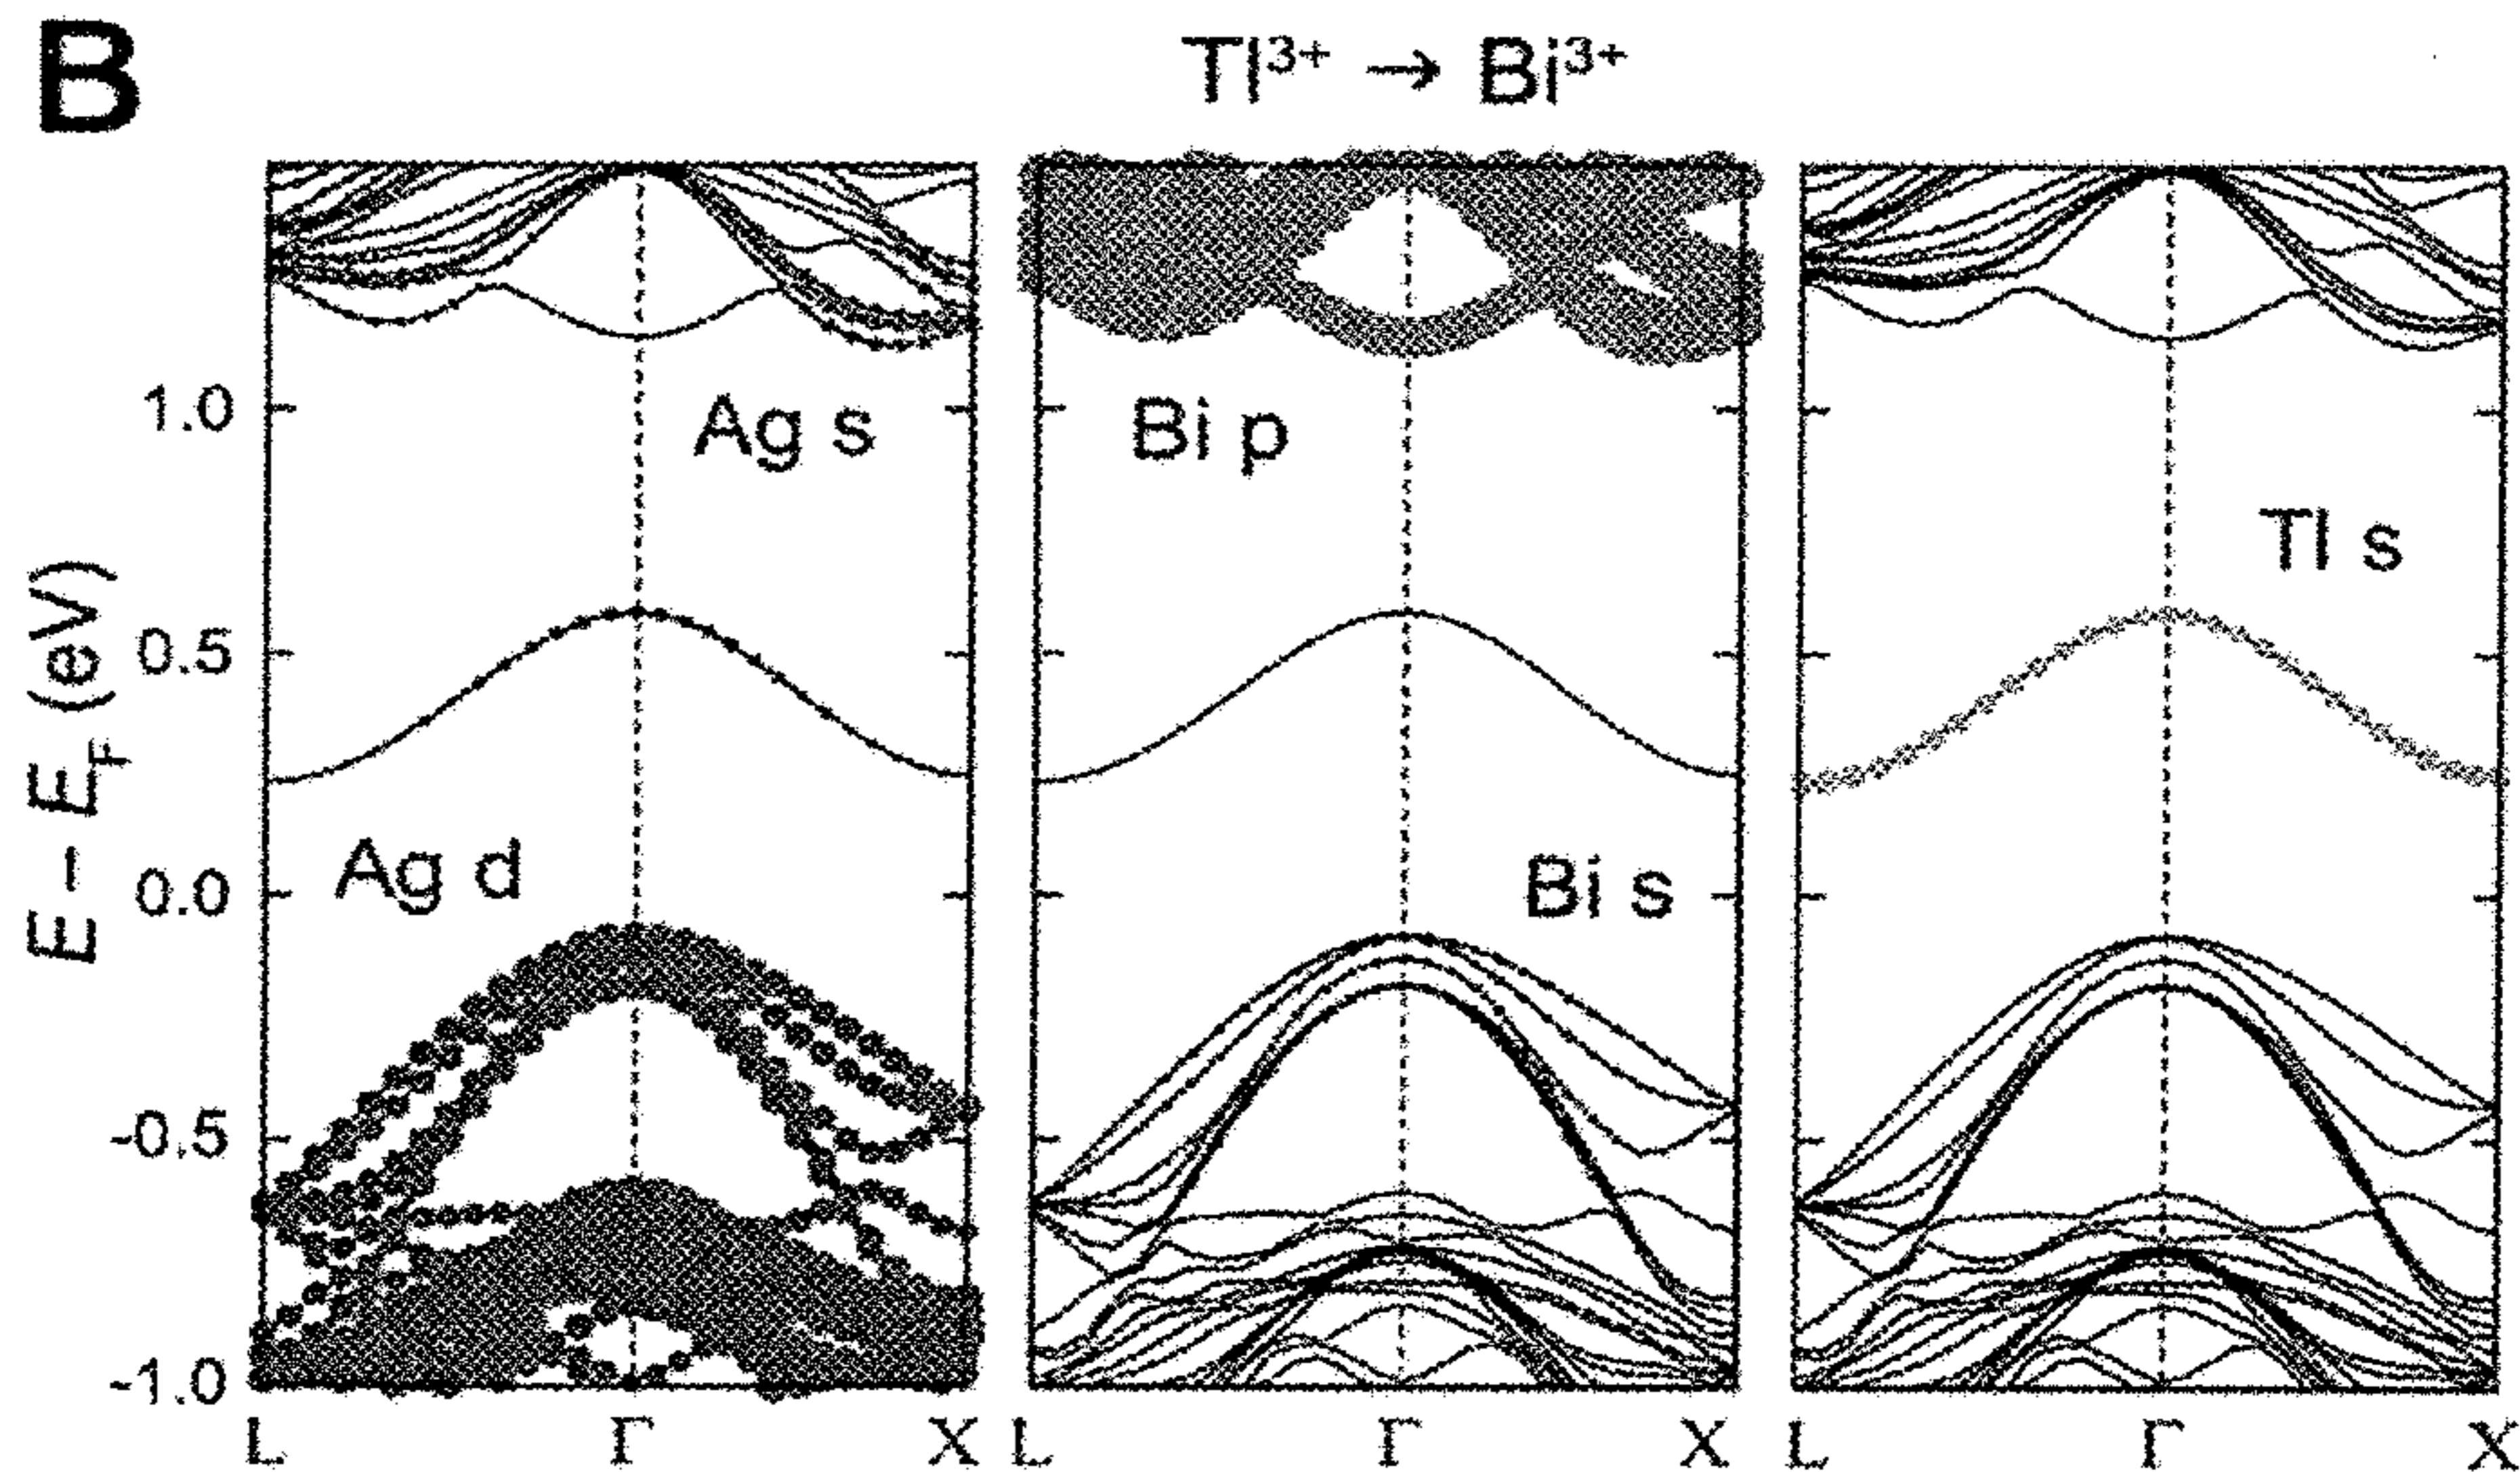 B
Tl³⁺ → Bi³⁺
Ag s
Bi p
Tl s
Ag d
Bi s
E – E_F (eV)
1.0
0.5
0.0
-0.5
-1.0
L Γ X L Γ X L Γ X